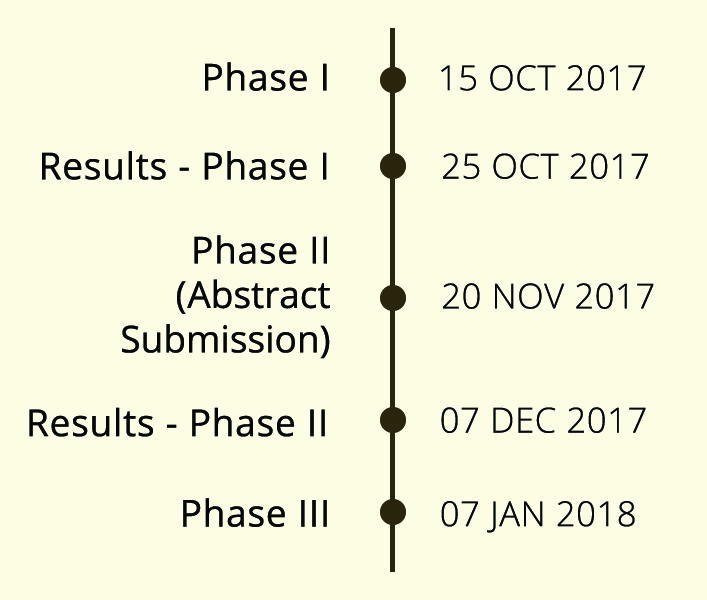 Phase I 15 OCT 2017
Results - Phase I 25 OCT 2017
Phase II
(Abstract 20 NOV 2017
Submission)
Results - Phase II 07 DEC 2017
Phase III 07 JAN 2018